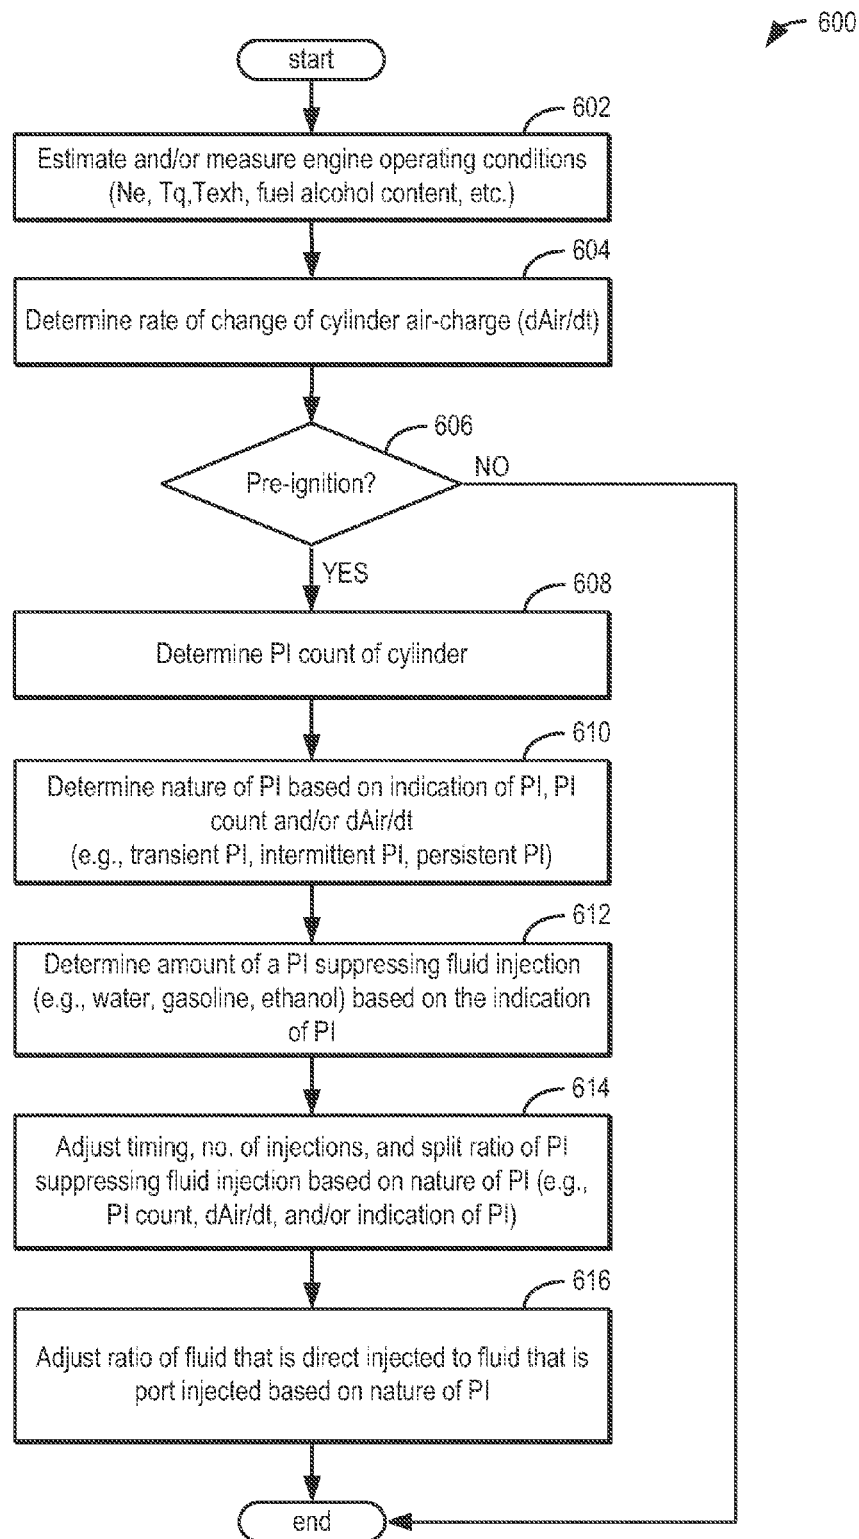 600
start
602
Estimate and/or measure engine operating conditions
(Ne, Tq,Texh, fuel alcohol content, etc.)
604
Determine rate of change of cylinder air-charge (dAir/dt)
606
Pre-ignition?
NO
YES
608
Determine PI count of cylinder
610
Determine nature of PI based on indication of PI, PI
count and/or dAir/dt
(e.g., transient PI, intermittent PI, persistent PI)
612
Determine amount of a PI suppressing fluid injection
(e.g., water, gasoline, ethanol) based on the indication
of PI
614
Adjust timing, no. of injections, and split ratio of PI
suppressing fluid injection based on nature of PI (e.g.,
PI count, dAir/dt, and/or indication of PI)
616
Adjust ratio of fluid that is direct injected to fluid that is
port injected based on nature of PI
end